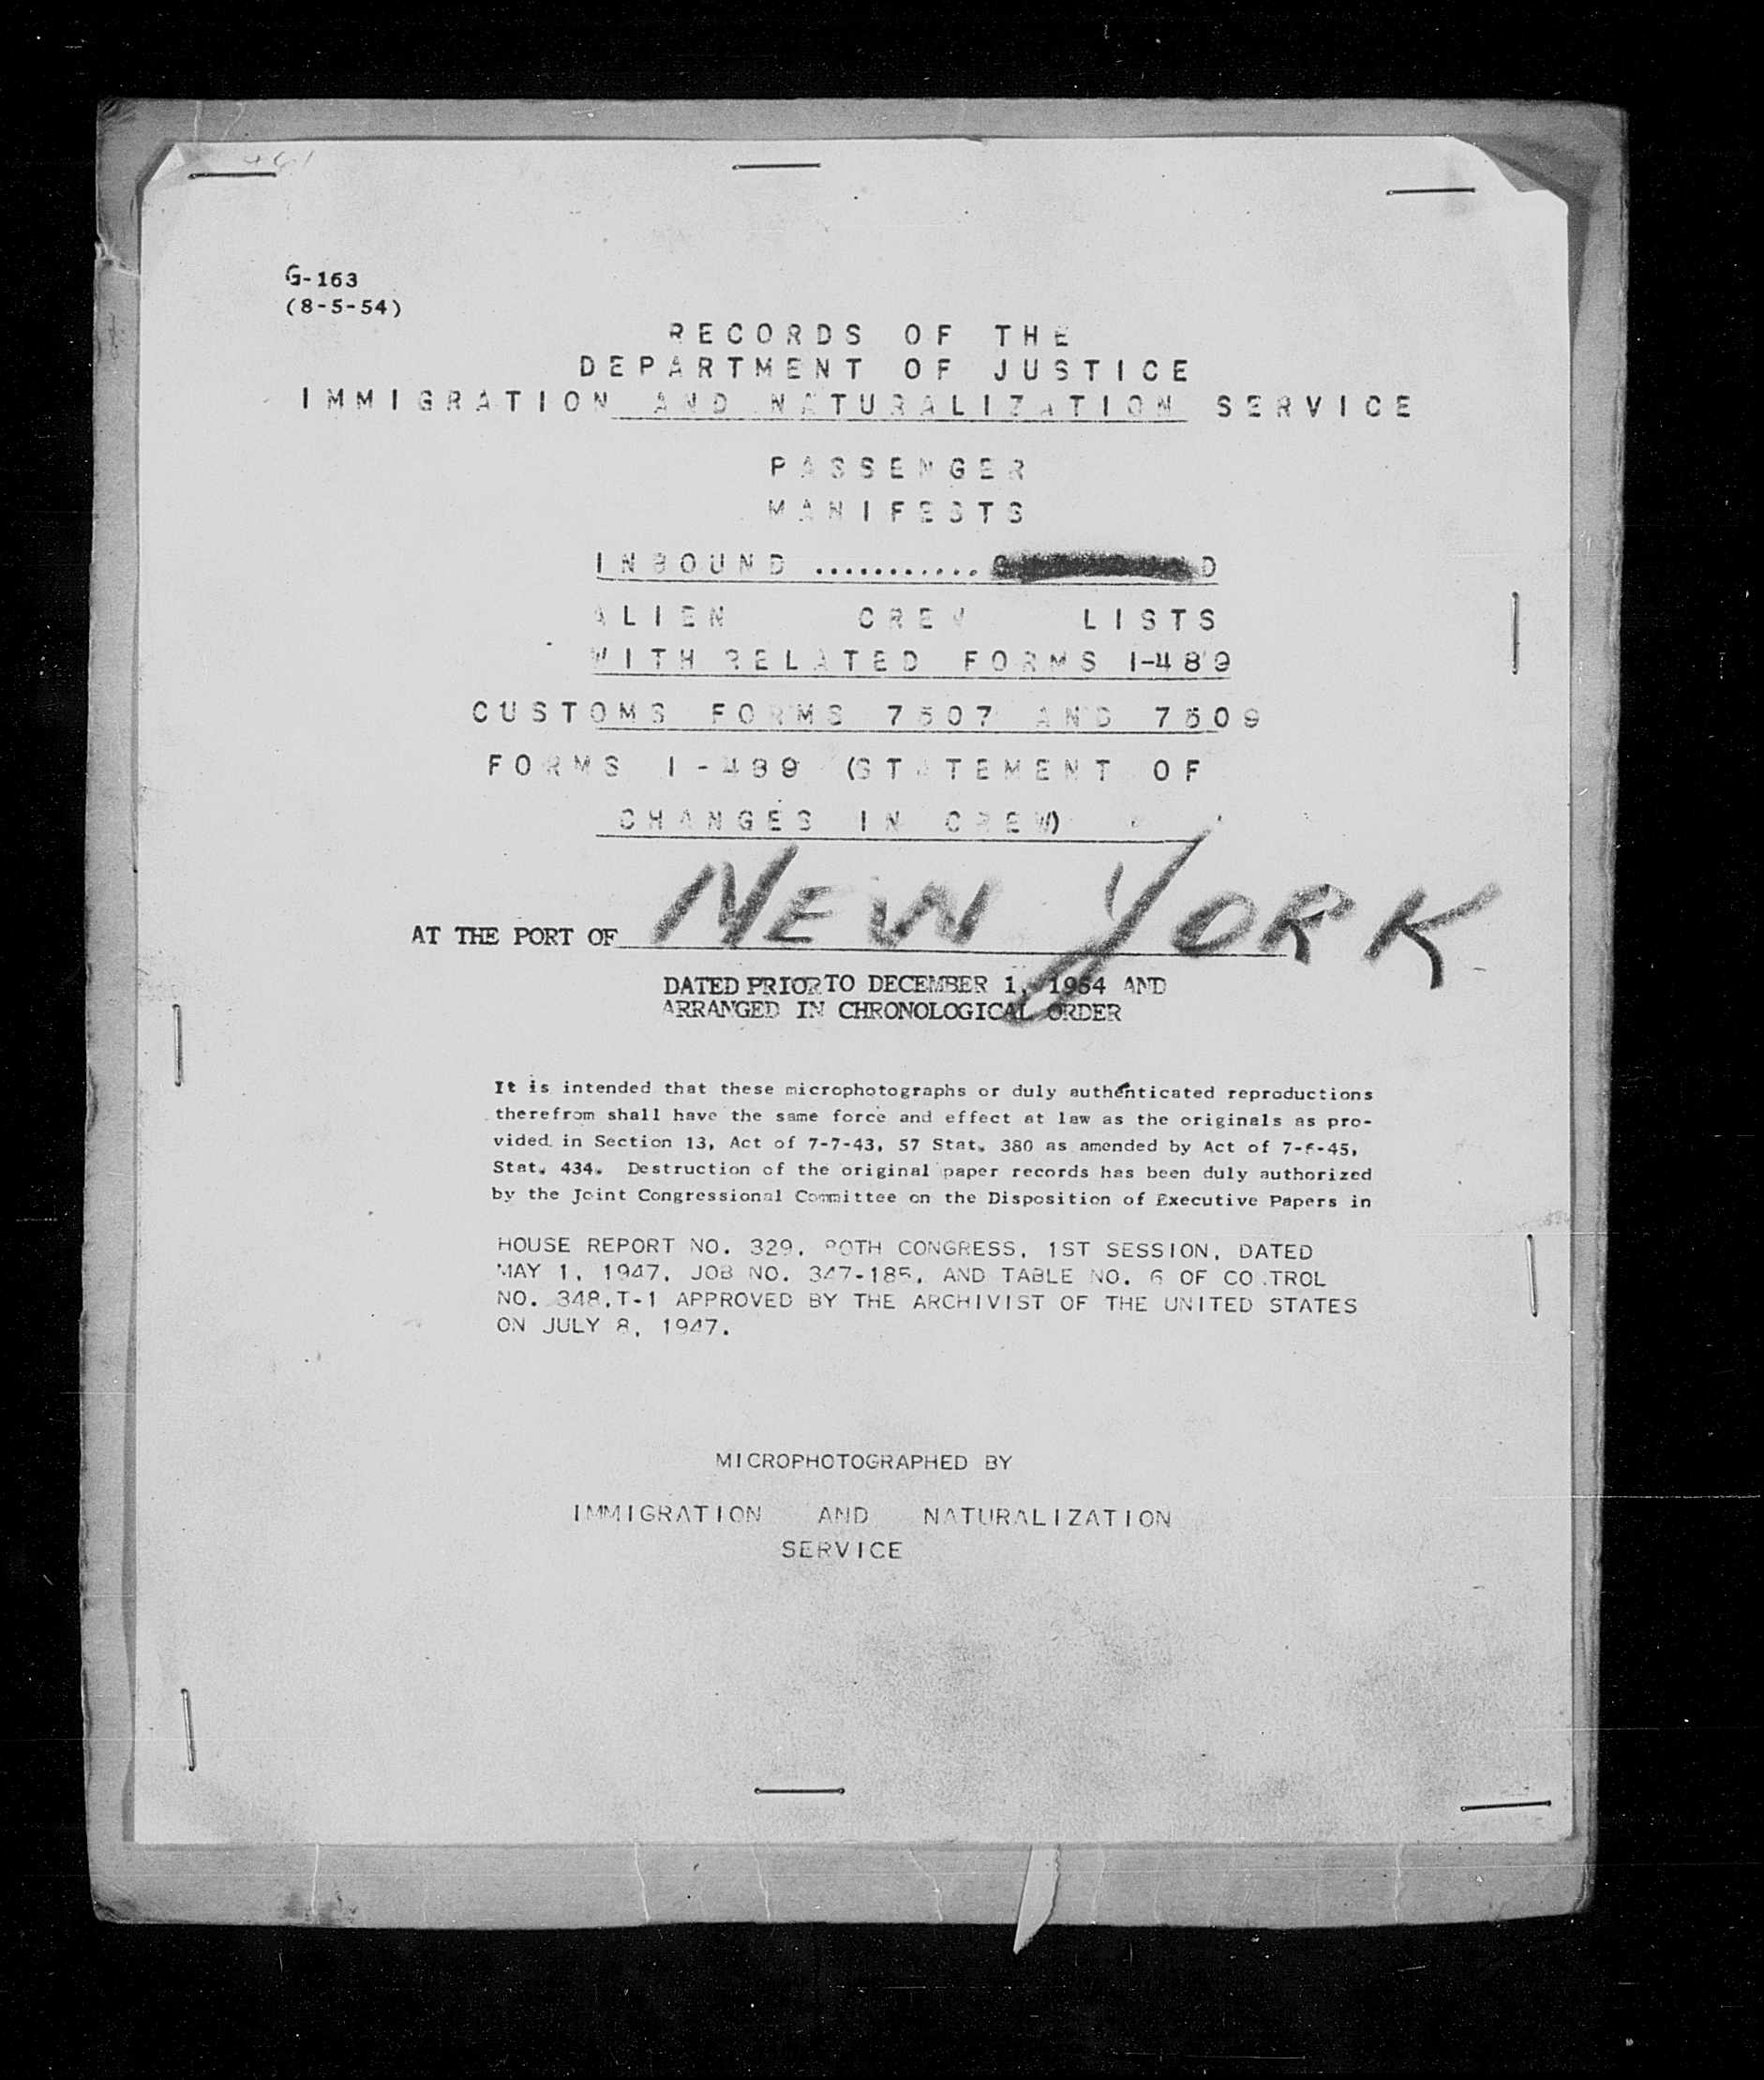 G-163
(8-5-54)
RECORDS OF THE
DEPARTMENT OF JUSTICE
IMMIGRATION AND NATURALIZATION SERVICE
PASSENGER
MANIFESTS
INBOUND ........... D
ALIEN CREW LISTS
WITH RELATED FORMS I-489
CUSTOMS FORMS 7507 AND 7509
FORMS I-489 (STATEMENT OF
CHANGES IN CREW)
AT THE PORT OF NEW YORK
DATED PRIOR TO DECEMBER 1, 1954 AND
ARRANGED IN CHRONOLOGICAL ORDER
It is intended that these microphotographs or duly authenticated reproductions
therefrom shall have the same force and effect at law as the originals as pro-
vided in Section 13, Act of 7-7-43, 57 Stat. 380 as amended by Act of 7-6-45,
Stat. 434. Destruction of the original paper records has been duly authorized
by the Joint Congressional Committee on the Disposition of Executive Papers in
HOUSE REPORT NO. 329, 80TH CONGRESS, 1ST SESSION, DATED
MAY 1, 1947, JOB NO. 347-185, AND TABLE NO. 6 OF CONTROL
NO. 348.T-1 APPROVED BY THE ARCHIVIST OF THE UNITED STATES
ON JULY 8, 1947.
MICROPHOTOGRAPHED BY
IMMIGRATION AND NATURALIZATION
SERVICE